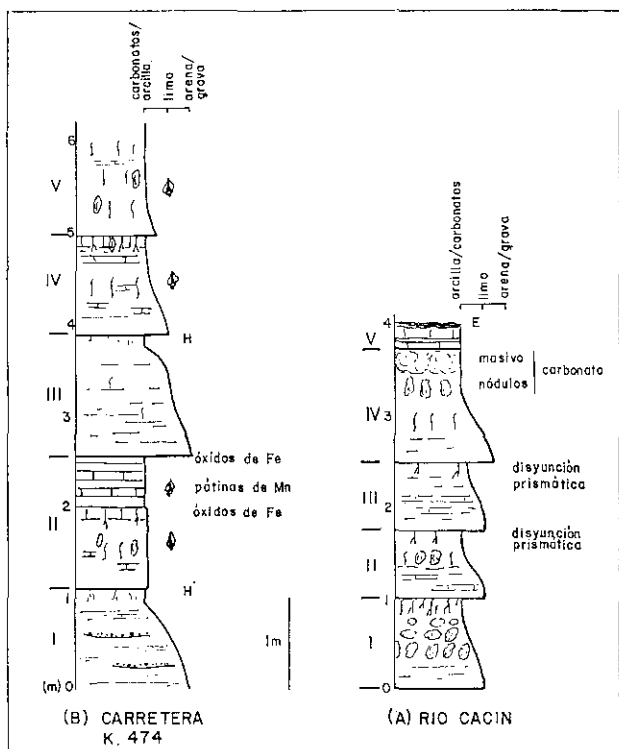 carbonatos/
arcilla.
limo
arena/
grava
6
V
5
IV
4
H
III
3
óxidos de Fe
pátinas de Mn
2
óxidos de Fe
II
H'
1
I
1m
(m) 0
(B) CARRETERA
K. 474
arcilla/carbonatos
limo
arena/grava
4
E
V
masivo
carbonato
nódulos
IV
3
disyunción
prismática
III
2
disyunción
prismática
II
1
I
0
(A) RIO CACIN